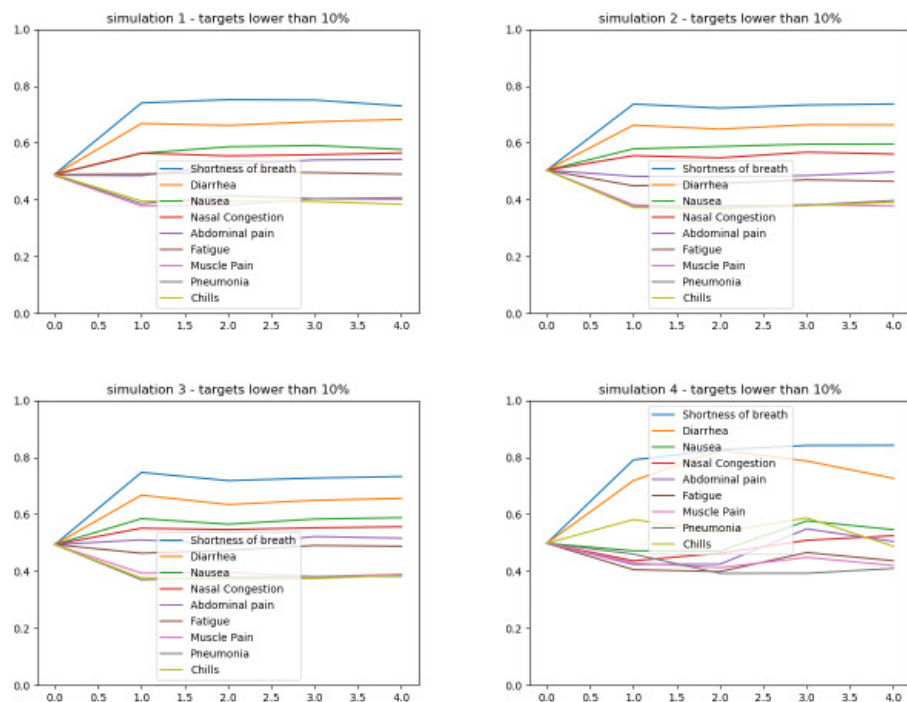 simulation 1 - targets lower than 10%
1.0
0.8
0.6
0.4
0.2
0.0
Shortness of breath
Diarrhea
Nausea
Nasal Congestion
Abdominal pain
Fatigue
Muscle Pain
Pneumonia
Chills
0.0 0.5 1.0 1.5 2.0 2.5 3.0 3.5 4.0
simulation 2 - targets lower than 10%
1.0
0.8
0.6
0.4
0.2
0.0
Shortness of breath
Diarrhea
Nausea
Nasal Congestion
Abdominal pain
Fatigue
Muscle Pain
Pneumonia
Chills
0.0 0.5 1.0 1.5 2.0 2.5 3.0 3.5 4.0
simulation 3 - targets lower than 10%
1.0
0.8
0.6
0.4
0.2
0.0
Shortness of breath
Diarrhea
Nausea
Nasal Congestion
Abdominal pain
Fatigue
Muscle Pain
Pneumonia
Chills
0.0 0.5 1.0 1.5 2.0 2.5 3.0 3.5 4.0
simulation 4 - targets lower than 10%
1.0
0.8
0.6
0.4
0.2
0.0
Shortness of breath
Diarrhea
Nausea
Nasal Congestion
Abdominal pain
Fatigue
Muscle Pain
Pneumonia
Chills
0.0 0.5 1.0 1.5 2.0 2.5 3.0 3.5 4.0